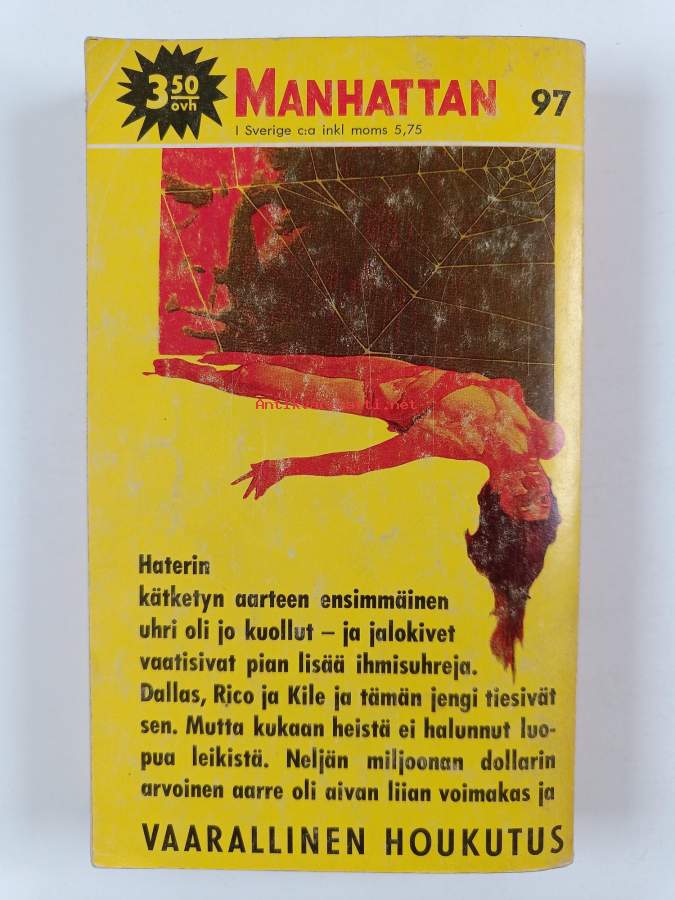 3 50
ovh
MANHATTAN
97
I Sverige c:a inkl moms 5,75
Haterin
kätketyn aarteen ensimmäinen
uhri oli jo kuollut – ja jalokivet
vaatisivat pian lisää ihmisuhreja.
Dallas, Rico ja Kile ja tämän jengi tiesivät
sen. Mutta kukaan heistä ei halunnut luo-
pua leikistä. Neljän miljoonan dollarin
arvoinen aarre oli aivan liian voimakas ja
VAARALLINEN HOUKUTUS